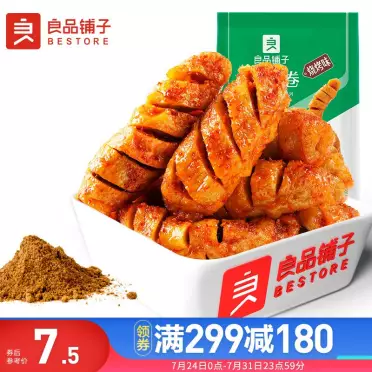 良品铺子
BESTORE
良品铺子
卷
烧烤味
良品铺子
BESTORE
券后
参考价
7.5
领券
满299减180
7月24日0点-7月31日23点59分